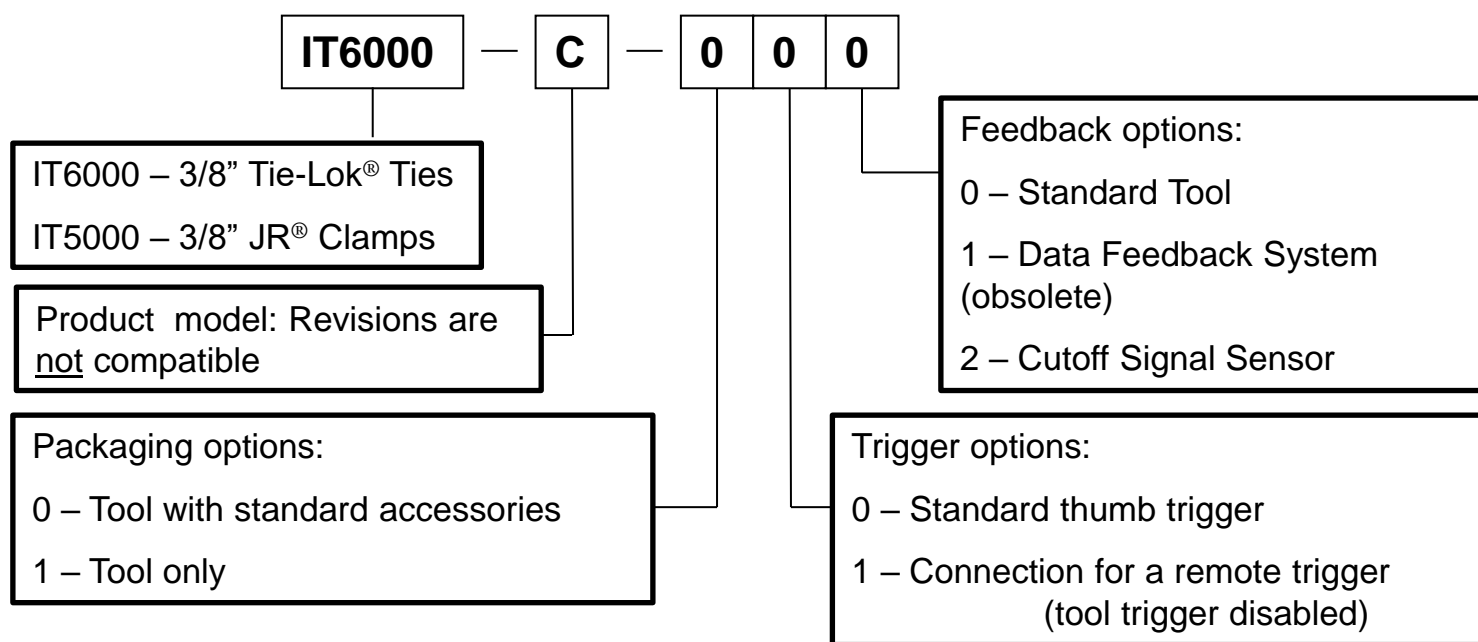 IT6000 — C — 0 0 0
IT6000 – 3/8” Tie-Lok® Ties
IT5000 – 3/8” JR® Clamps
Product model: Revisions are
not compatible
Packaging options:
0 – Tool with standard accessories
1 – Tool only
Feedback options:
0 – Standard Tool
1 – Data Feedback System
(obsolete)
2 – Cutoff Signal Sensor
Trigger options:
0 – Standard thumb trigger
1 – Connection for a remote trigger
(tool trigger disabled)